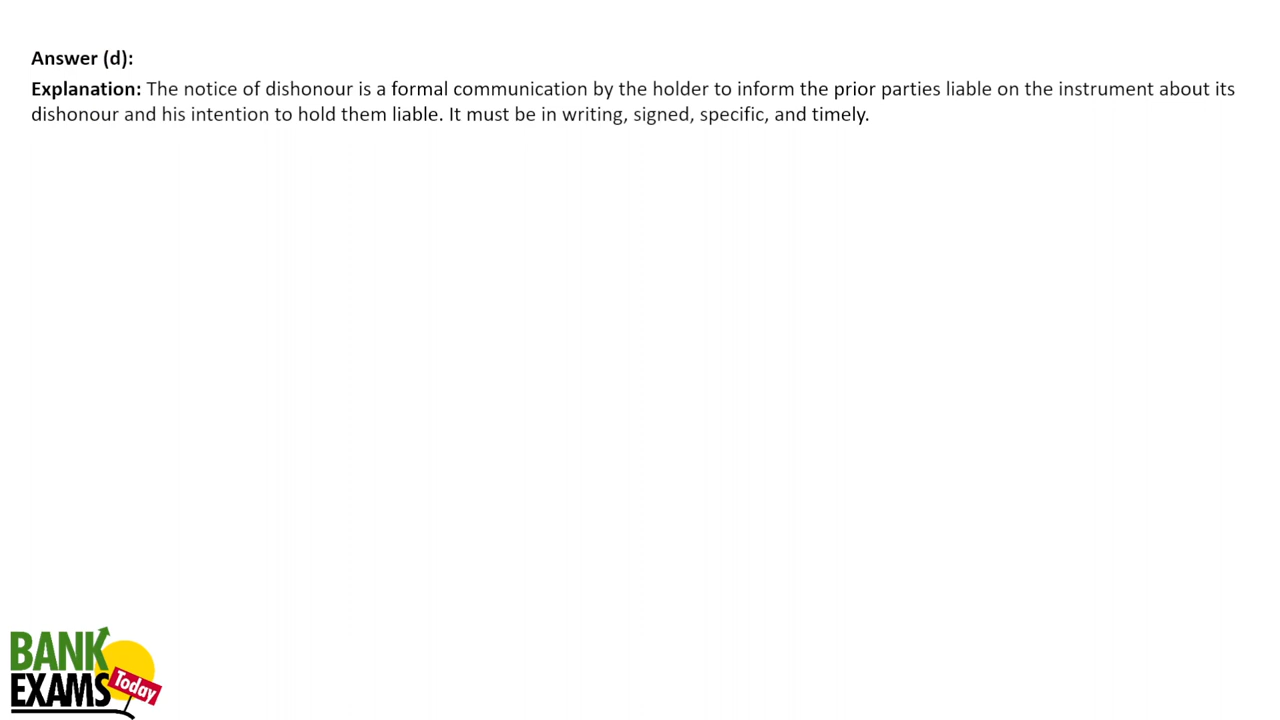 Answer (d):
Explanation: The notice of dishonour is a formal communication by the holder to inform the prior parties liable on the instrument about its
dishonour and his intention to hold them liable. It must be in writing, signed, specific, and timely.
BANK
EXAMS
Today